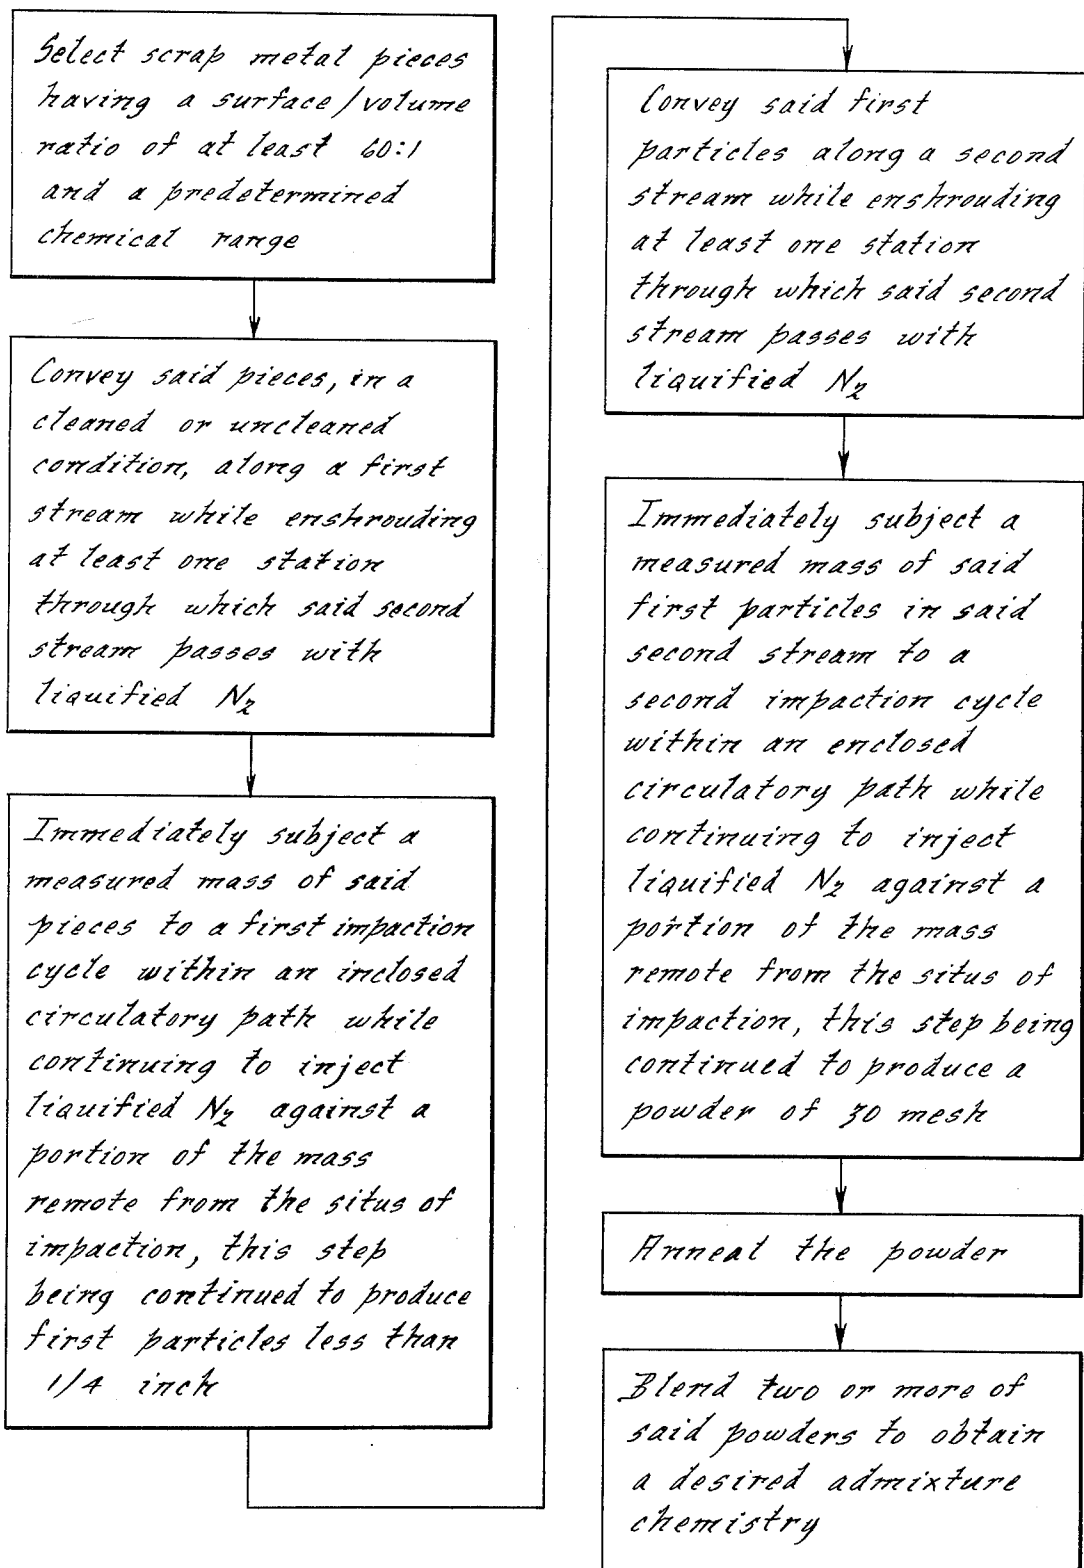 Select scrap metal pieces
having a surface/volume
ratio of at least 60:1
and a predetermined
chemical range
Convey said pieces, in a
cleaned or uncleaned
condition, along a first
stream while enshrouding
at least one station
through which said second
stream passes with
liquified N2
Immediately subject a
measured mass of said
pieces to a first impaction
cycle within an inclosed
circulatory path while
continuing to inject
liquified N2 against a
portion of the mass
remote from the situs of
impaction, this step
being continued to produce
first particles less than
1/4 inch
Convey said first
particles along a second
stream while enshrouding
at least one station
through which said second
stream passes with
liquified N2
Immediately subject a
measured mass of said
first particles in said
second stream to a
second impaction cycle
within an enclosed
circulatory path while
continuing to inject
liquified N2 against a
portion of the mass
remote from the situs of
impaction, this step being
continued to produce a
powder of 30 mesh
Anneal the powder
Blend two or more of
said powders to obtain
a desired admixture
chemistry